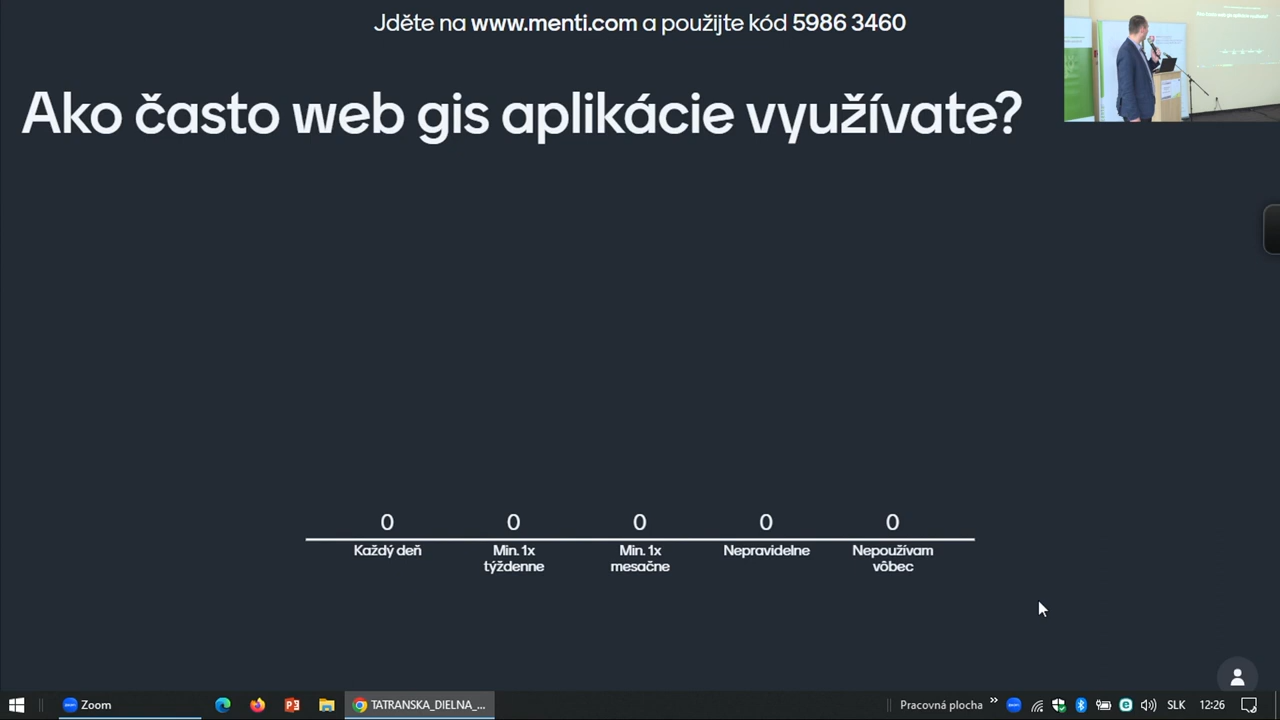 Jděte na www.menti.com a použijte kód 5986 3460
Ako často web gis aplikácie využívate?
0 0 0 0 0
Každý deň
Min. 1x týždenne
Min. 1x mesačne
Nepravidelne
Nepoužívam vôbec
Zoom
TATRANSKA_DIELNA_...
Pracovná plocha
SLK
12:26